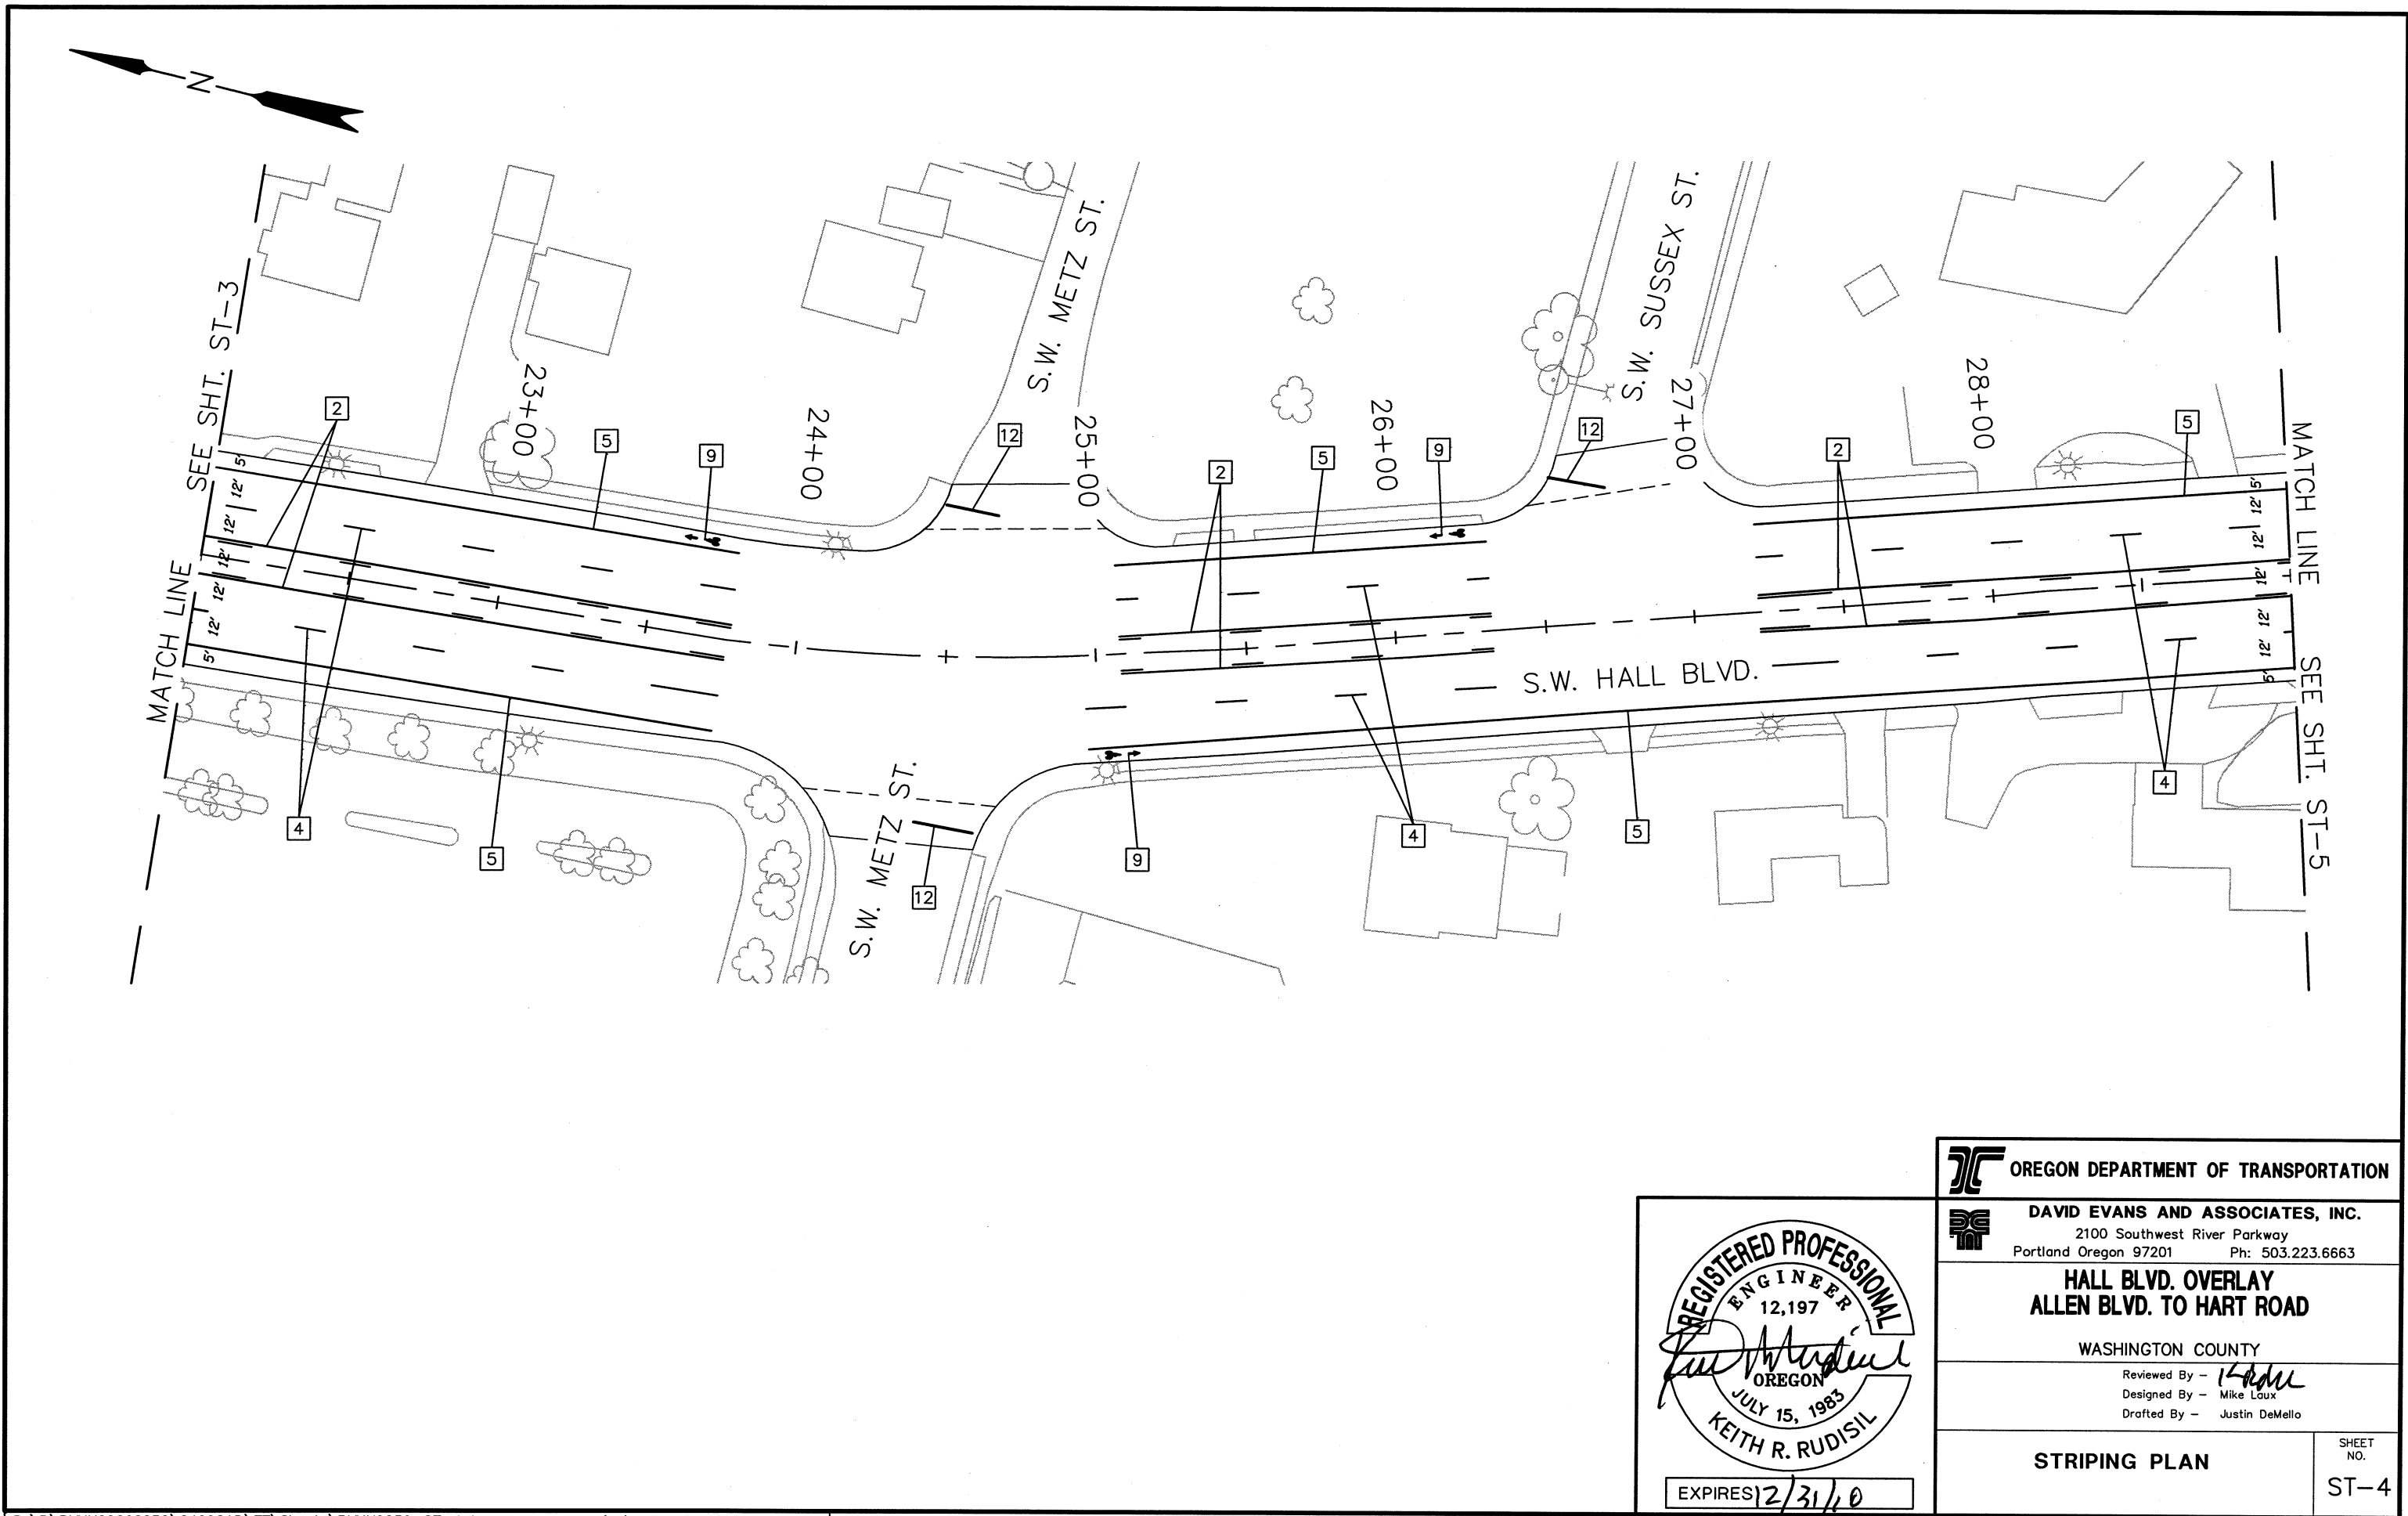 N
SEE SHT. ST-3
MATCH LINE
5'
12'
12'
12'
12'
12'
5'
2
23+00
5
9
24+00
S.W. METZ ST.
12
25+00
2
5
26+00
9
S.W. SUSSEX ST.
12
27+00
2
28+00
5
MATCH LINE
SEE SHT. ST-5
5'
12'
12'
12'
12'
12'
5'
S.W. HALL BLVD.
4
5
S.W. METZ ST.
12
9
4
5
4
OREGON DEPARTMENT OF TRANSPORTATION
DAVID EVANS AND ASSOCIATES, INC.
2100 Southwest River Parkway
Portland Oregon 97201 Ph: 503.223.6663
HALL BLVD. OVERLAY
ALLEN BLVD. TO HART ROAD
WASHINGTON COUNTY
Reviewed By -
Designed By - Mike Laux
Drafted By - Justin DeMello
STRIPING PLAN
SHEET
NO.
ST-4
REGISTERED PROFESSIONAL
ENGINEER
12,197
OREGON
JULY 15, 1983
KEITH R. RUDISIL
EXPIRES 12/31/10